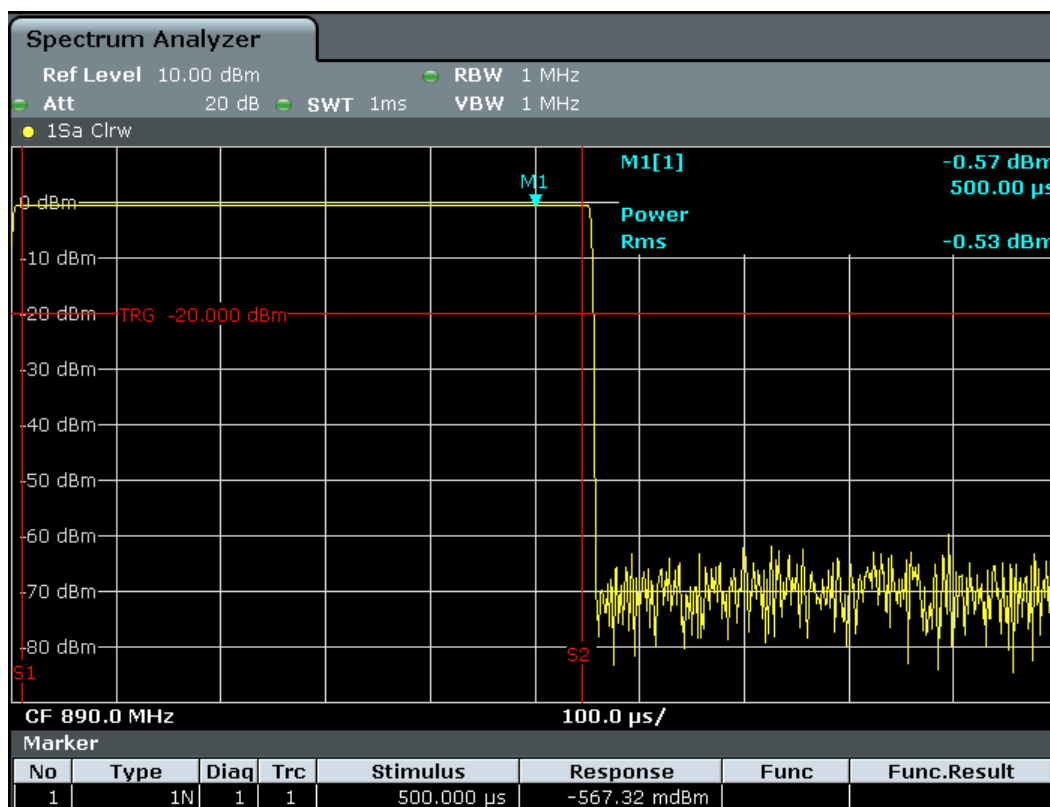 Spectrum Analyzer
Ref Level 10.00 dBm RBW 1 MHz
Att 20 dB SWT 1ms VBW 1 MHz
1Sa Clrw
M1[1] -0.57 dBm
500.00 µs
M1
0 dBm
Power
Rms -0.53 dBm
-10 dBm
-20 dBm TRG -20.000 dBm
-30 dBm
-40 dBm
-50 dBm
-60 dBm
-70 dBm
-80 dBm
S1 S2
CF 890.0 MHz 100.0 µs/
Marker
No Type Diaq Trc Stimulus Response Func Func.Result
1 1N 1 1 500.000 µs -567.32 mdBm